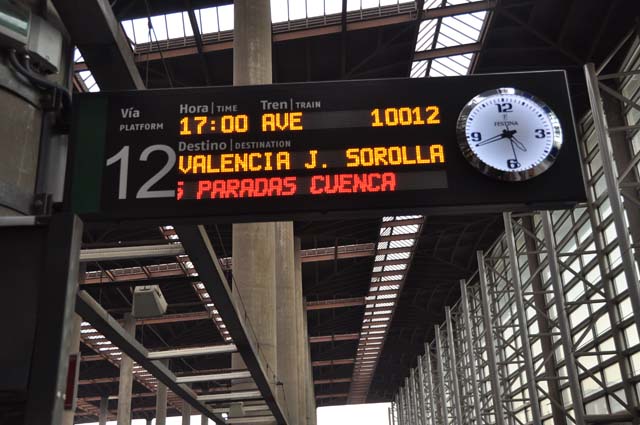 Vía
PLATFORM
12
Hora | TIME Tren | TRAIN
17:00 AVE 10012
Destino | DESTINATION
VALENCIA J. SOROLLA
PARADAS CUENCA
12
3
9
FESTINA